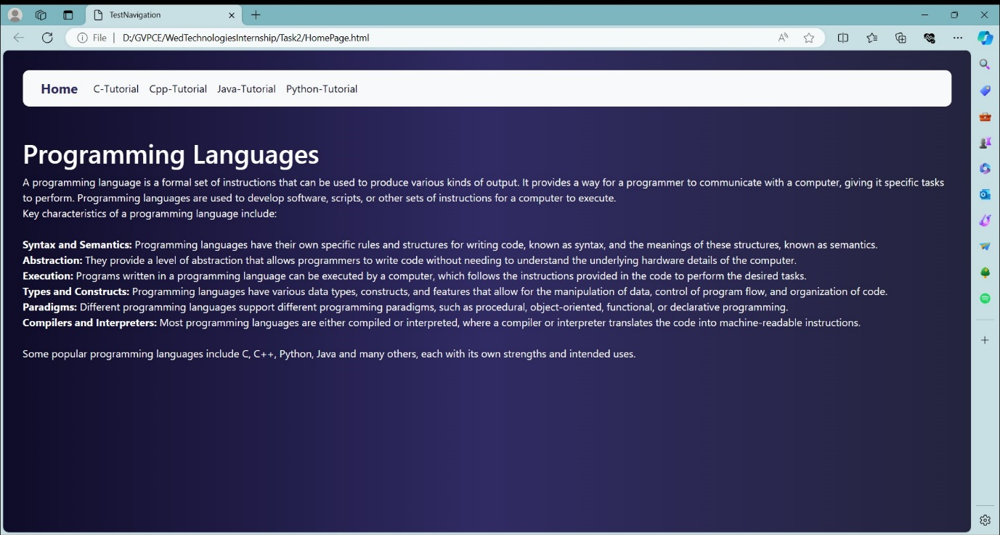 TestNavigation
File
D:/GVPCE/WedTechnologiesInternship/Task2/HomePage.html
Home C-Tutorial Cpp-Tutorial Java-Tutorial Python-Tutorial
Programming Languages
A programming language is a formal set of instructions that can be used to produce various kinds of output. It provides a way for a programmer to communicate with a computer, giving it specific tasks
to perform. Programming languages are used to develop software, scripts, or other sets of instructions for a computer to execute.
Key characteristics of a programming language include:
Syntax and Semantics: Programming languages have their own specific rules and structures for writing code, known as syntax, and the meanings of these structures, known as semantics.
Abstraction: They provide a level of abstraction that allows programmers to write code without needing to understand the underlying hardware details of the computer.
Execution: Programs written in a programming language can be executed by a computer, which follows the instructions provided in the code to perform the desired tasks.
Types and Constructs: Programming languages have various data types, constructs, and features that allow for the manipulation of data, control of program flow, and organization of code.
Paradigms: Different programming languages support different programming paradigms, such as procedural, object-oriented, functional, or declarative programming.
Compilers and Interpreters: Most programming languages are either compiled or interpreted, where a compiler or interpreter translates the code into machine-readable instructions.
Some popular programming languages include C, C++, Python, Java and many others, each with its own strengths and intended uses.